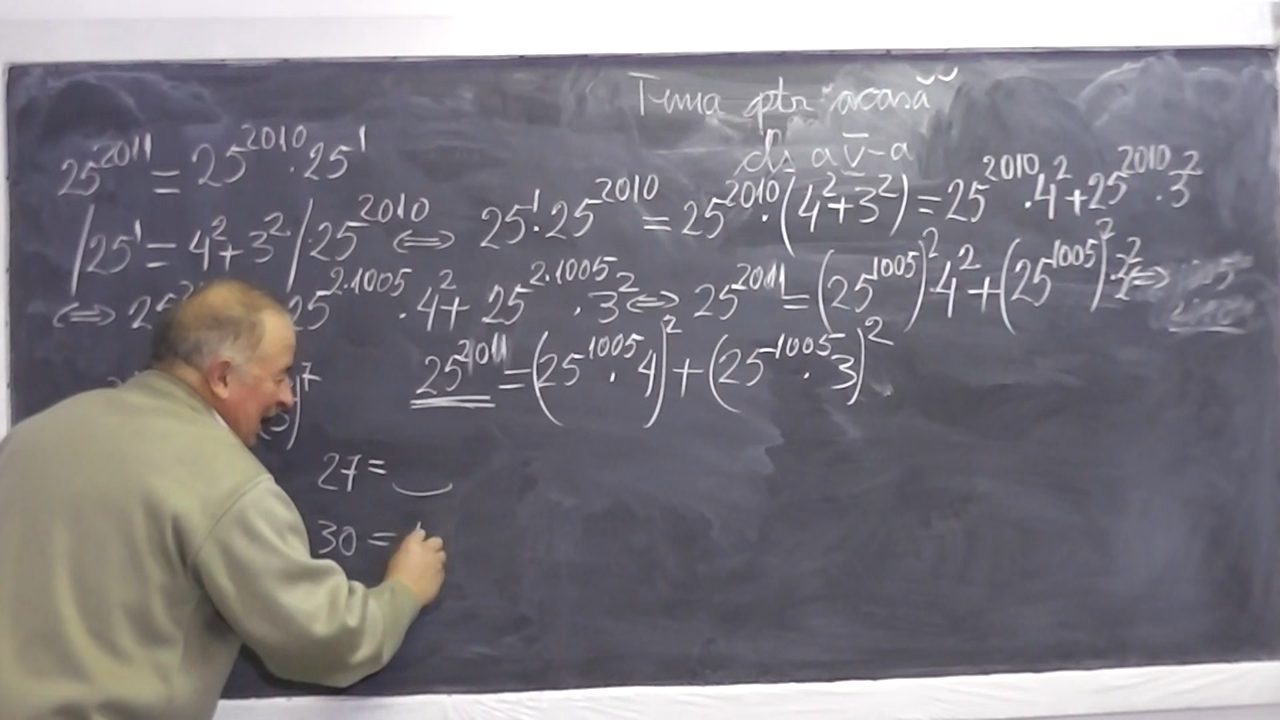 Tema ptr acasă
cls a V-a
25^2011 = 25^2010 · 25^1
/25^1 = 4^2 + 3^2 / · 25^2010 ⇔ 25^1 · 25^2010 = 25^2010 · (4^2 + 3^2) = 25^2010 · 4^2 + 25^2010 · 3^2
⇔ 25 25^2·1005 · 4^2 + 25^2·1005 · 3^2 ⇔ 25^2011 = (25^1005)^2 · 4^2 + (25^1005)^2 · 3^2 ⇔
25^2011 = (25^1005 · 4)^2 + (25^1005 · 3)^2
27 =
30 =